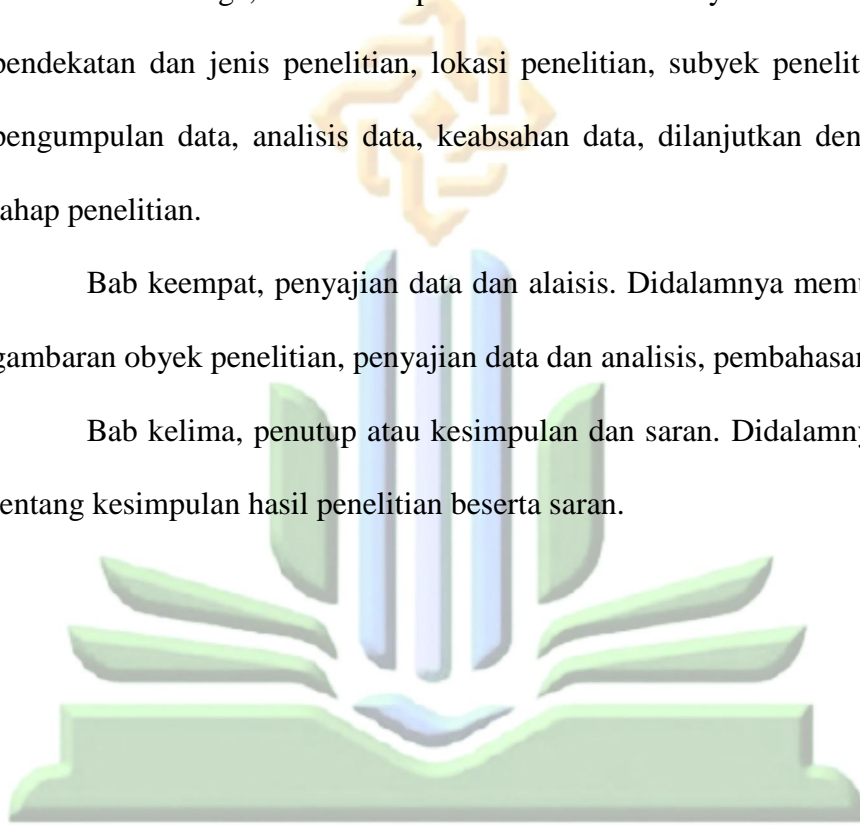 pendekatan dan jenis penelitian, lokasi penelitian, subyek penelit
pengumpulan data, analisis data, keabsahan data, dilanjutkan den
ahap penelitian.
Bab keempat, penyajian data dan alaisis. Didalamnya memu
gambaran obyek penelitian, penyajian data dan analisis, pembahasan
Bab kelima, penutup atau kesimpulan dan saran. Didalamny
entang kesimpulan hasil penelitian beserta saran.